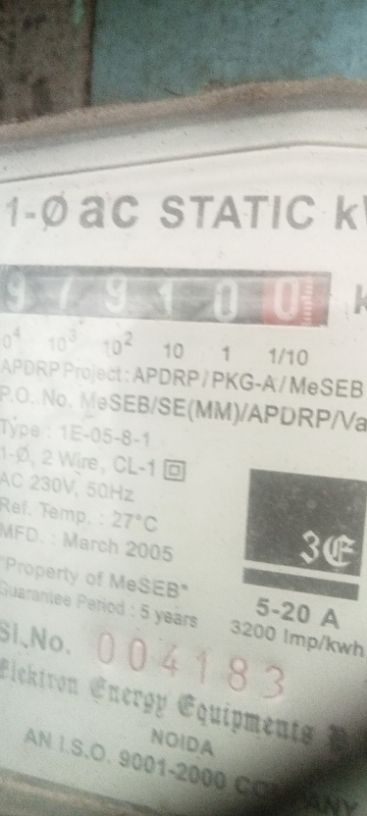 1-Ø ac STATIC
9 7 9 1 0 0
10⁴ 10³ 10² 10 1 1/10
APDRP Project : APDRP/PKG-A/MeSEB
P.O. No. MeSEB/SE(MM)/APDRP/Va
Type : 1E-05-8-1
1-Ø, 2 Wire, CL-1
AC 230V, 50Hz
Ref. Temp. : 27°C
MFD. : March 2005
"Property of MeSEB"
Guarantee Period : 5 years
3E
5-20 A
3200 Imp/kwh
Sl.No. 004183
Elektron Energy Equipments
NOIDA
AN I.S.O. 9001-2000 COMPANY